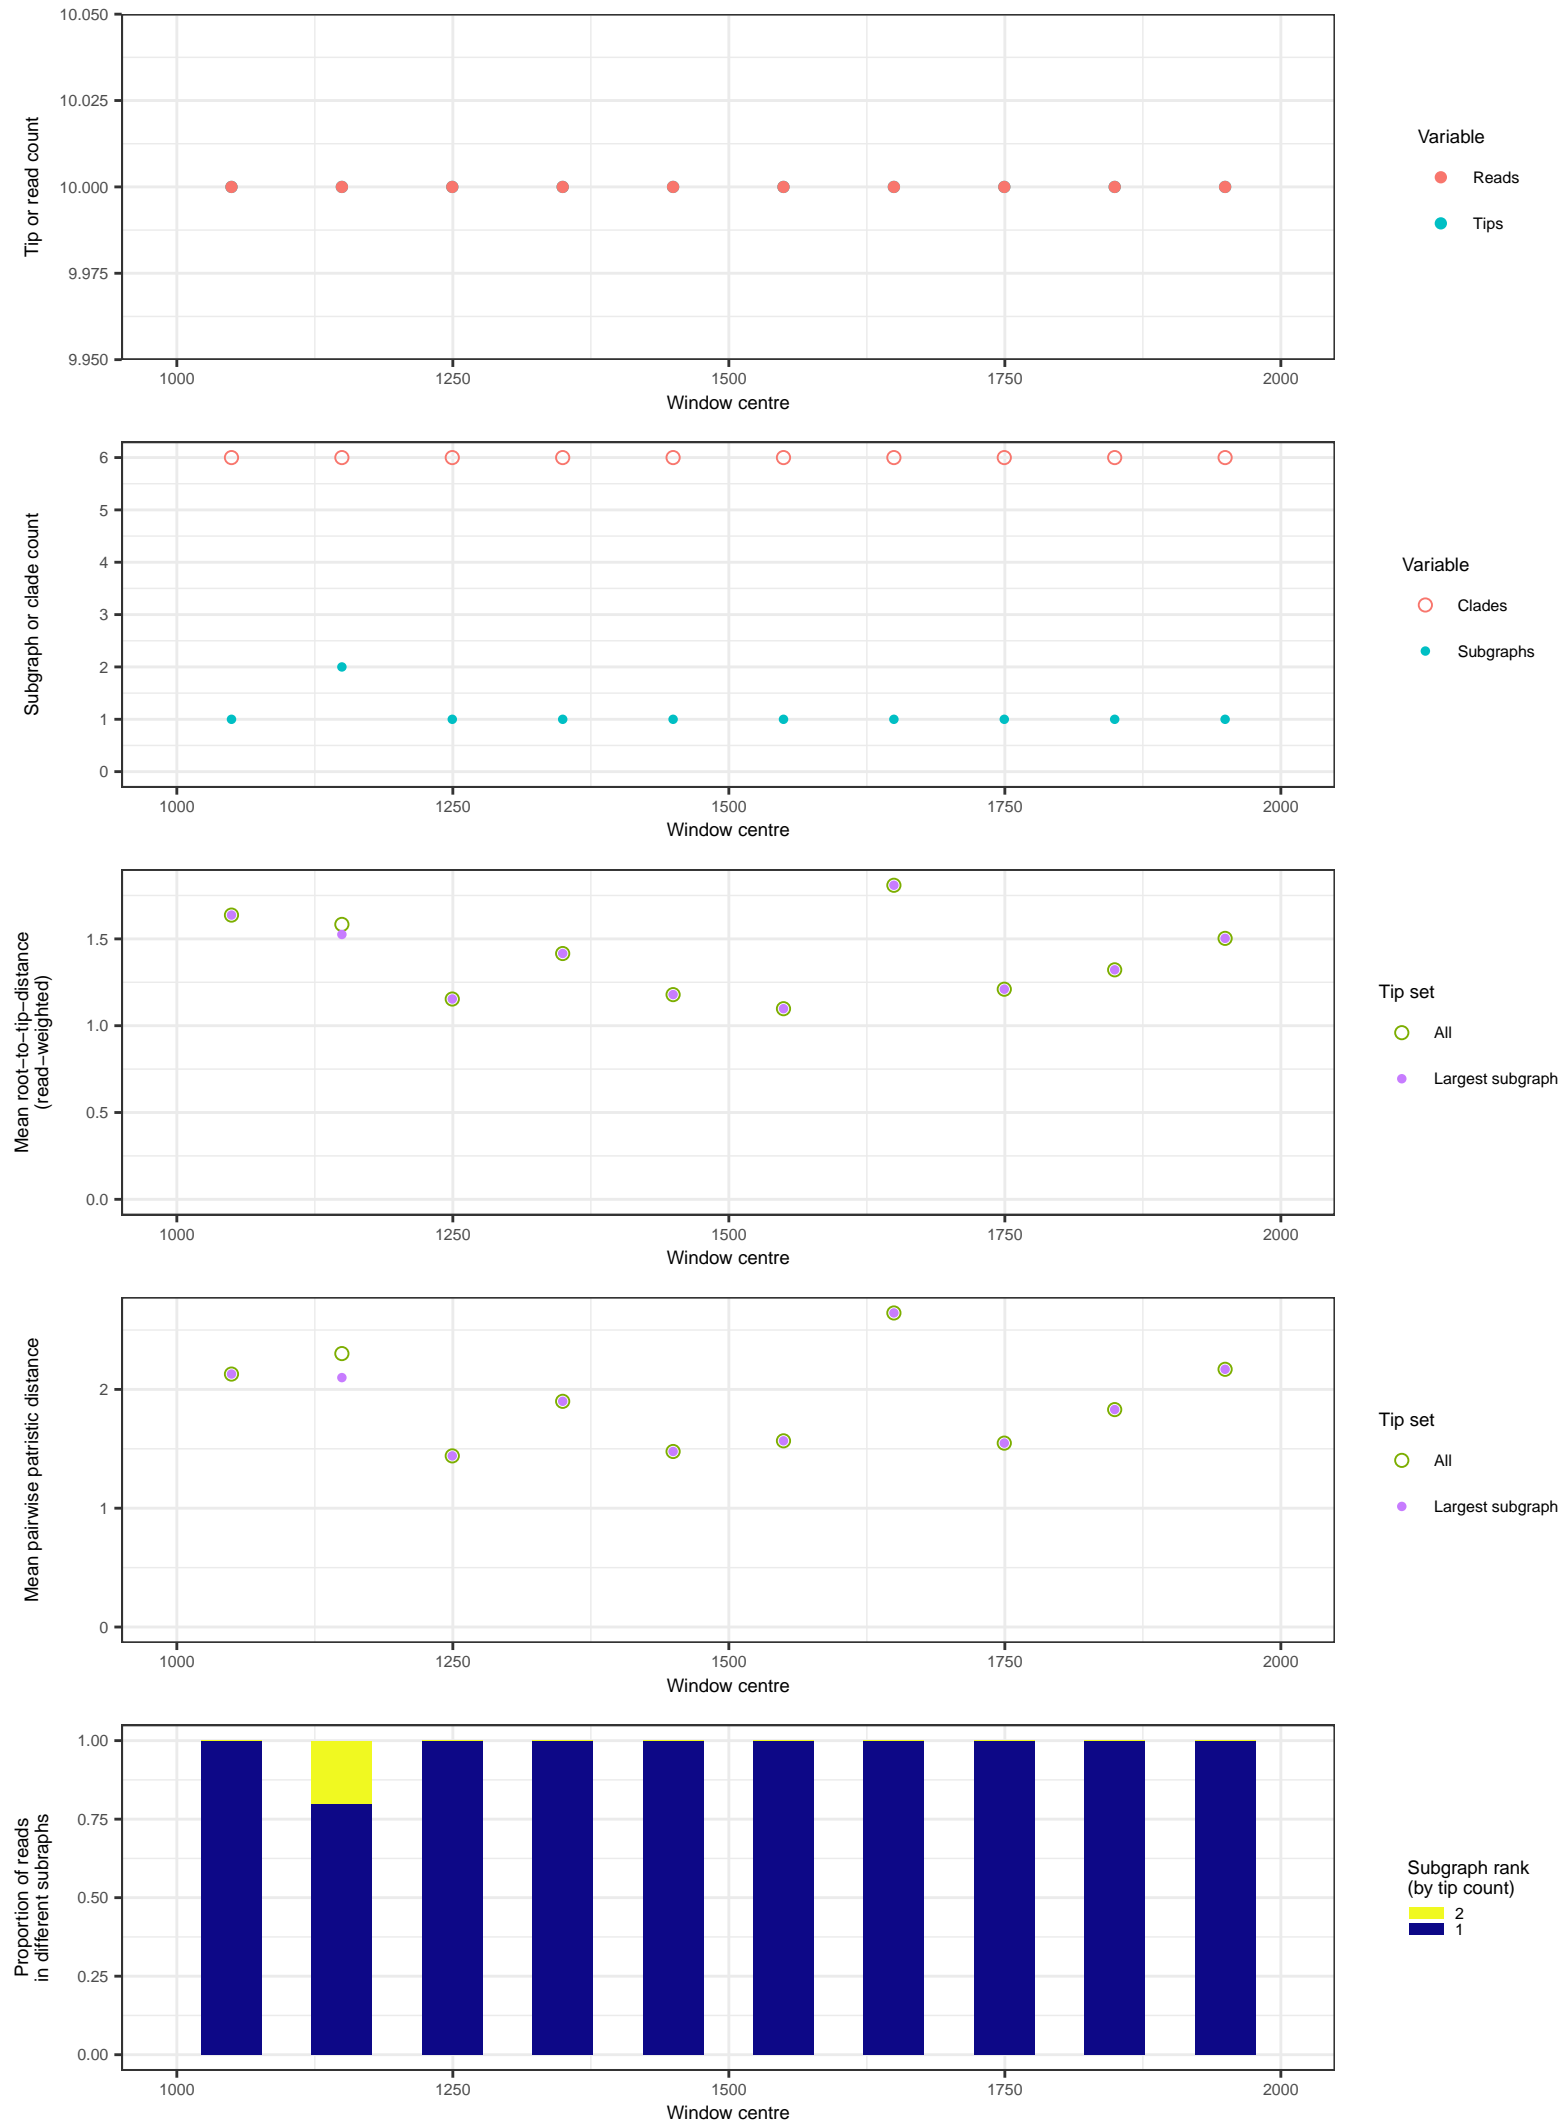 10.050
10.025
10.000
9.975
9.950
Tip or read count
1000 1250 1500 1750 2000
Window centre
Variable
Reads
Tips
6
5
4
3
2
1
0
Subgraph or clade count
1000 1250 1500 1750 2000
Window centre
Variable
Clades
Subgraphs
1.5
1.0
0.5
0.0
Mean root−to−tip−distance
(read−weighted)
1000 1250 1500 1750 2000
Window centre
Tip set
All
Largest subgraph
2
1
0
Mean pairwise patristic distance
1000 1250 1500 1750 2000
Window centre
Tip set
All
Largest subgraph
1.00
0.75
0.50
0.25
0.00
Proportion of reads
in different subraphs
1000 1250 1500 1750 2000
Window centre
Subgraph rank
(by tip count)
2
1